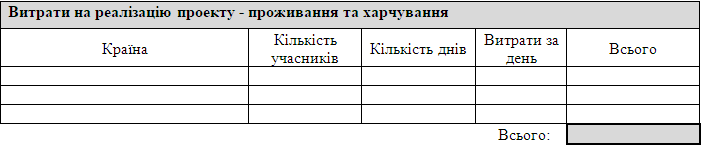 Витрати на реалізацію проекту - проживання та харчування
Країна
Кількість учасників
Кількість днів
Витрати за день
Всього
Всього: